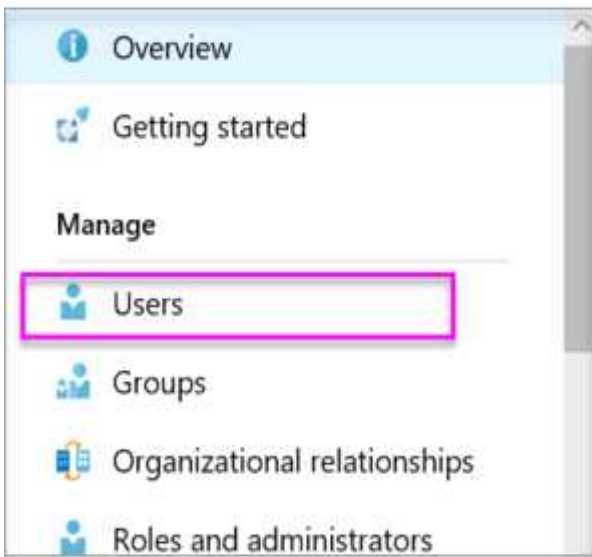 Overview
Getting started
Manage
Users
Groups
Organizational relationships
Roles and administrators